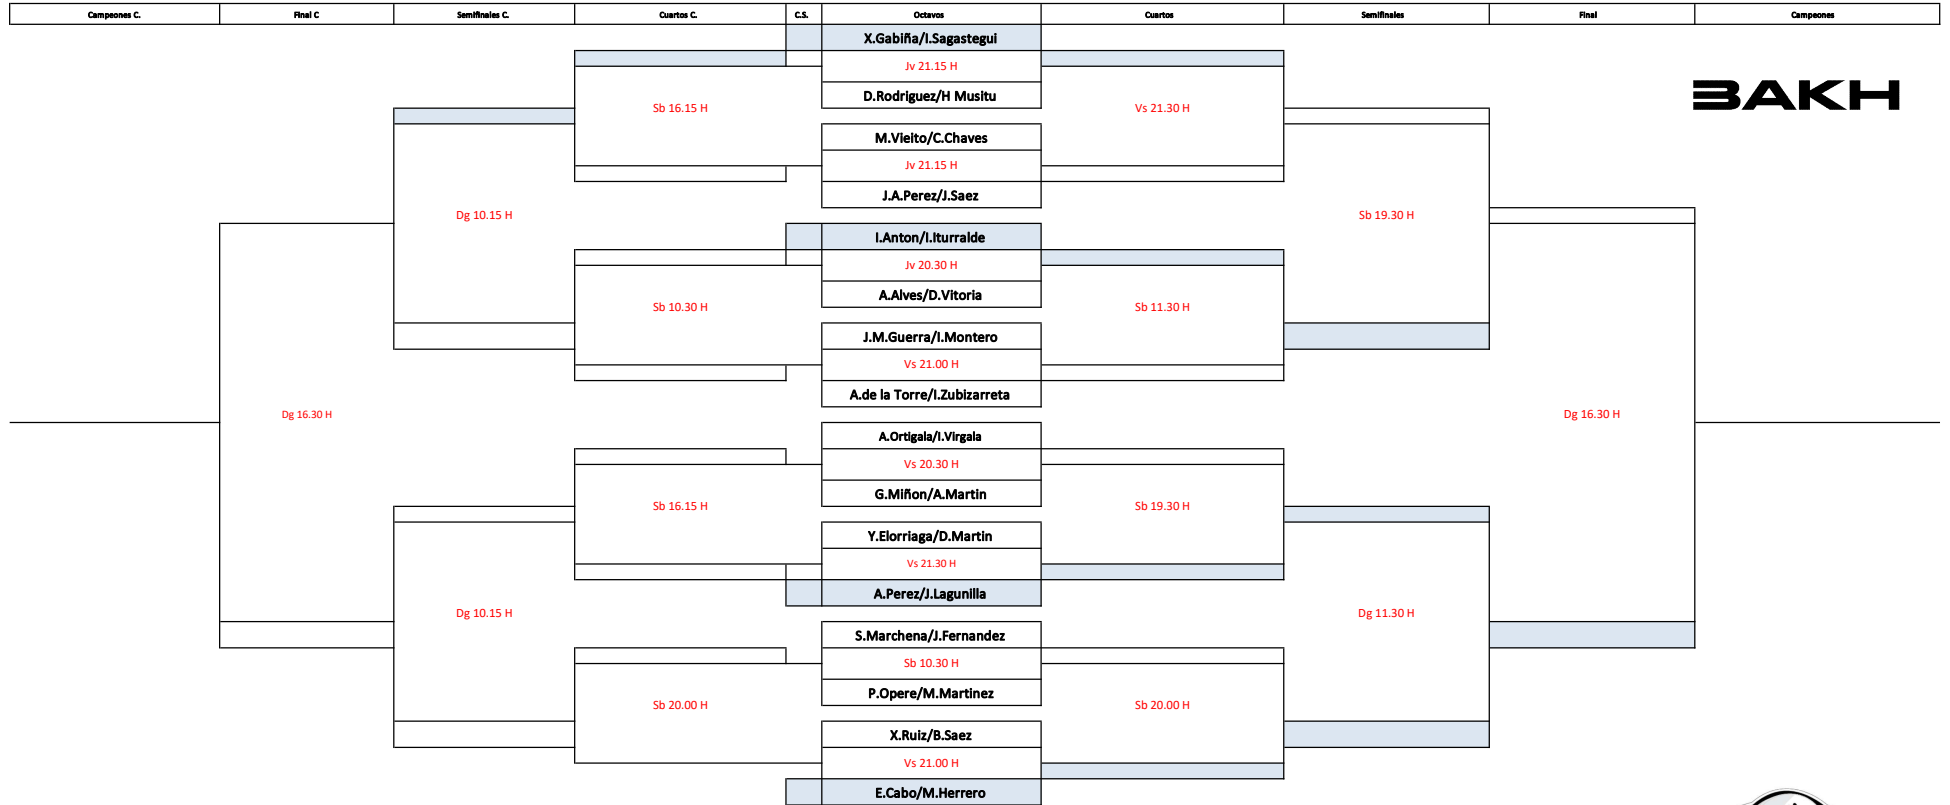 Campeones C. Final C Semifinales C. Cuartos C. C.S. Octavos Cuartos Semifinales Final Campeones
X.Gabiña/I.Sagastegui
Jv 21.15 H
BAKH
D.Rodriguez/H Musitu
Sb 16.15 H Vs 21.30 H
M.Vieito/C.Chaves
Jv 21.15 H
J.A.Perez/J.Saez
Dg 10.15 H Sb 19.30 H
I.Anton/I.Iturralde
Jv 20.30 H
A.Alves/D.Vitoria
Sb 10.30 H Sb 11.30 H
J.M.Guerra/I.Montero
Vs 21.00 H
A.de la Torre/I.Zubizarreta
Dg 16.30 H Dg 16.30 H
A.Ortigala/I.Virgala
Vs 20.30 H
G.Miñon/A.Martin
Sb 16.15 H Sb 19.30 H
Y.Elorriaga/D.Martin
Vs 21.30 H
A.Perez/J.Lagunilla
Dg 10.15 H Dg 11.30 H
S.Marchena/J.Fernandez
Sb 10.30 H
P.Opere/M.Martinez
Sb 20.00 H Sb 20.00 H
X.Ruiz/B.Saez
Vs 21.00 H
E.Cabo/M.Herrero